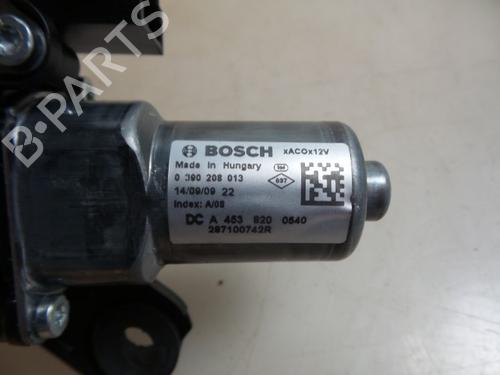 BOSCH xACOx12V
Made in Hungary
0 390 208 013
14/09/09 22
Index: A/08
DC A 453 820 0540
287100742R
B-PARTS